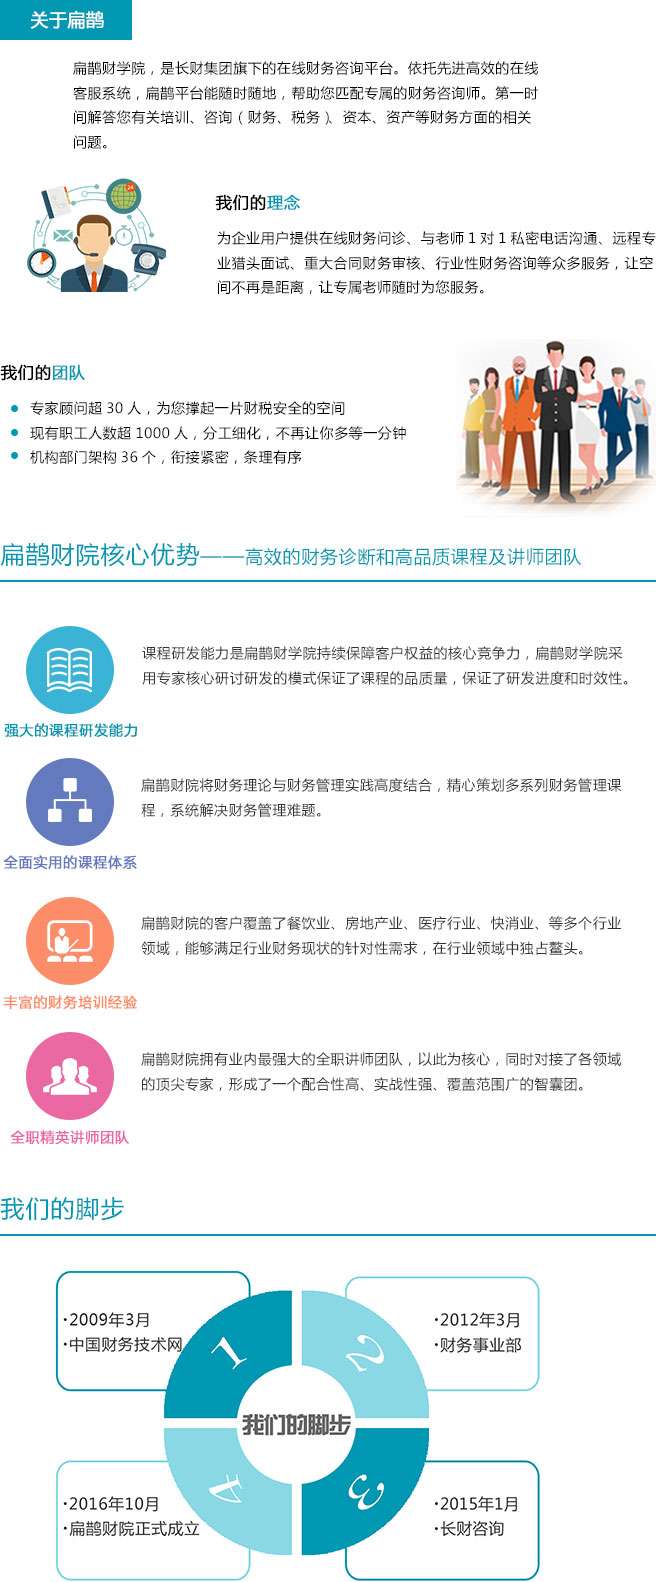 关于扁鹊
扁鹊财学院，是长财集团旗下的在线财务咨询平台。依托先进高效的在线
客服系统，扁鹊平台能随时随地，帮助您匹配专属的财务咨询师。第一时
间解答您有关培训、咨询（财务、税务）、资本、资产等财务方面的相关
问题。
24
我们的理念
为企业用户提供在线财务问诊、与老师1对1私密电话沟通、远程专
业猎头面试、重大合同财务审核、行业性财务咨询等众多服务，让空
间不再是距离，让专属老师随时为您服务。
我们的团队
专家顾问超30人，为您撑起一片财税安全的空间
现有职工人数超1000人，分工细化，不再让你多等一分钟
机构部门架构36个，衔接紧密，条理有序
扁鹊财院核心优势——高效的财务诊断和高品质课程及讲师团队
课程研发能力是扁鹊财学院持续保障客户权益的核心竞争力，扁鹊财学院采
用专家核心研讨研发的模式保证了课程的品质量，保证了研发进度和时效性。
强大的课程研发能力
扁鹊财院将财务理论与财务管理实践高度结合，精心策划多系列财务管理课
程，系统解决财务管理难题。
全面实用的课程体系
扁鹊财院的客户覆盖了餐饮业、房地产业、医疗行业、快消业、等多个行业
领域，能够满足行业财务现状的针对性需求，在行业领域中独占鳌头。
丰富的财务培训经验
扁鹊财院拥有业内最强大的全职讲师团队，以此为核心，同时对接了各领域
的顶尖专家，形成了一个配合性高、实战性强、覆盖范围广的智囊团。
全职精英讲师团队
我们的脚步
·2009年3月
·中国财务技术网
1
2
·2012年3月
·财务事业部
我们的脚步
·2016年10月
·扁鹊财院正式成立
4
3
·2015年1月
·长财咨询